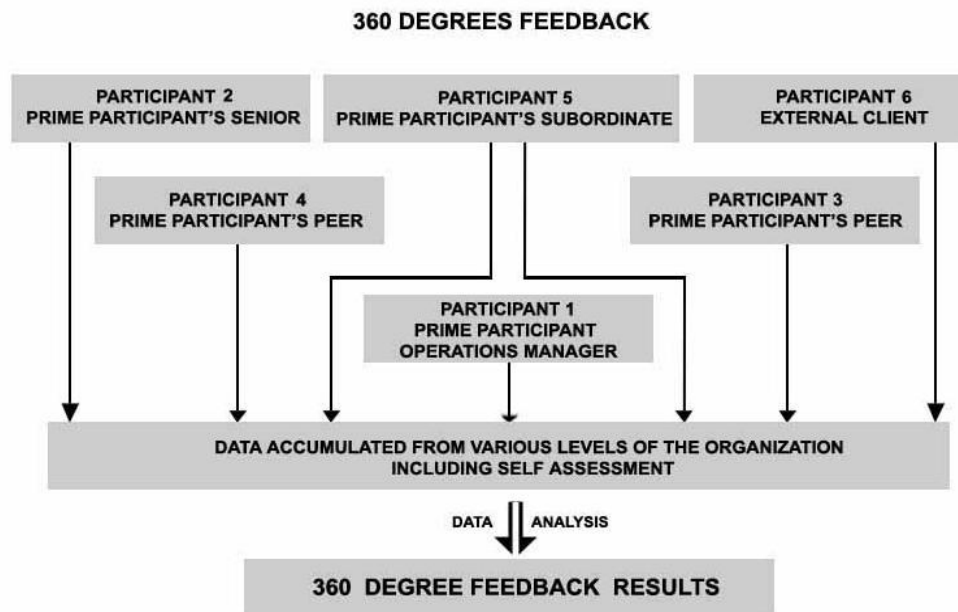 360 DEGREES FEEDBACK
PARTICIPANT 2
PRIME PARTICIPANT'S SENIOR
PARTICIPANT 5
PRIME PARTICIPANT'S SUBORDINATE
PARTICIPANT 6
EXTERNAL CLIENT
PARTICIPANT 4
PRIME PARTICIPANT'S PEER
PARTICIPANT 3
PRIME PARTICIPANT'S PEER
PARTICIPANT 1
PRIME PARTICIPANT
OPERATIONS MANAGER
DATA ACCUMULATED FROM VARIOUS LEVELS OF THE ORGANIZATION
INCLUDING SELF ASSESSMENT
DATA ANALYSIS
360 DEGREE FEEDBACK RESULTS